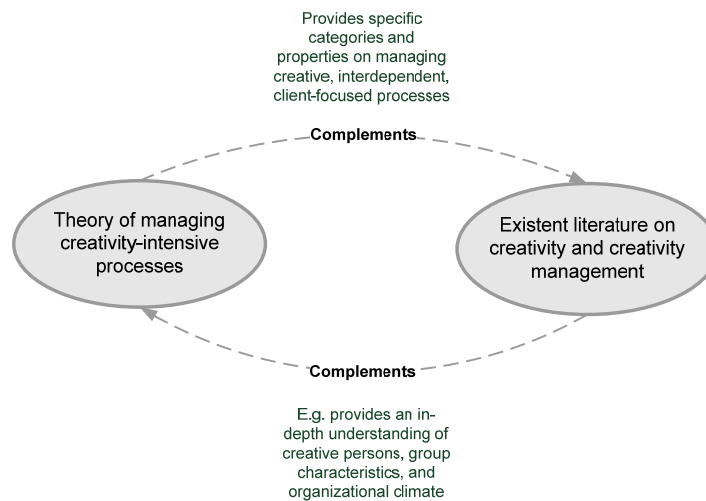 Provides specific
categories and
properties on managing
creative, interdependent,
client-focused processes
Complements
Theory of managing
creativity-intensive
processes
Existent literature on
creativity and creativity
management
Complements
E.g. provides an in-
depth understanding of
creative persons, group
characteristics, and
organizational climate